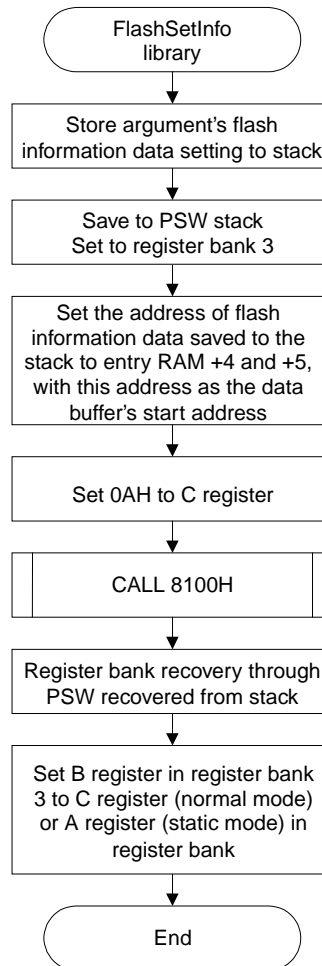 FlashSetInfo
library
Store argument's flash
information data setting to stack
Save to PSW stack
Set to register bank 3
Set the address of flash
information data saved to the
stack to entry RAM +4 and +5,
with this address as the data
buffer's start address
Set 0AH to C register
CALL 8100H
Register bank recovery through
PSW recovered from stack
Set B register in register bank
3 to C register (normal mode)
or A register (static mode) in
register bank
End